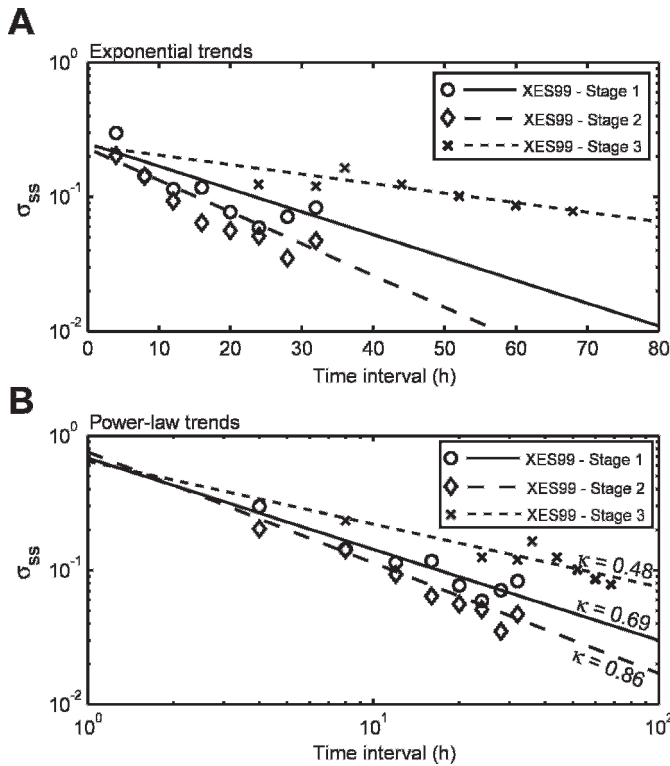 A
Exponential trends
10^0
10^-1
10^-2
σss
XES99 - Stage 1
XES99 - Stage 2
XES99 - Stage 3
0 10 20 30 40 50 60 70 80
Time interval (h)
B
Power-law trends
10^0
10^-1
10^-2
σss
XES99 - Stage 1
XES99 - Stage 2
XES99 - Stage 3
κ = 0.48
κ = 0.69
κ = 0.86
10^0 10^1 10^2
Time interval (h)